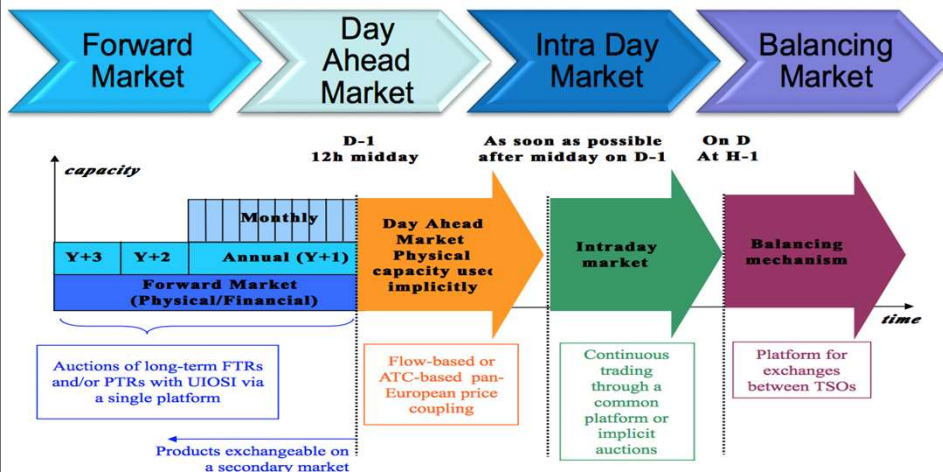 Forward
Market
Day
Ahead
Market
Intra Day
Market
Balancing
Market
D-1
12h midday
As soon as possible
after midday on D-1
On D
At H-1
capacity
Monthly
Y+3
Y+2
Annual (Y+1)
Forward Market
(Physical/Financial)
Day Ahead
Market
Physical
capacity used
implicitly
Intraday
market
Balancing
mechanism
time
Auctions of long-term FTRs
and/or PTRs with UIOSI via
a single platform
Flow-based or
ATC-based pan-
European price
coupling
Continuous
trading
through a
common
platform or
implicit
auctions
Platform for
exchanges
between TSOs
Products exchangeable on
a secondary market